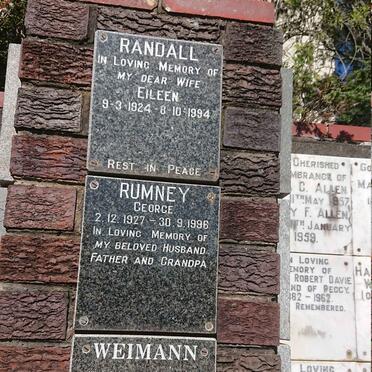 RANDALL
IN LOVING MEMORY OF
MY DEAR WIFE
EILEEN
9-3-1924 - 8-10-1994
REST IN PEACE
RUMNEY
GEORGE
2.12.1927 - 30.9.1996
IN LOVING MEMORY OF
MY BELOVED HUSBAND,
FATHER AND GRANDPA
WEIMANN
CHERISHED
C. ALLEN
MAY 1957
F. ALLEN
JANUARY
1959.
LOVING
ROBERT DAVIE
OF PEGGY.
- 1962.
REMEMBERED.
LOVING